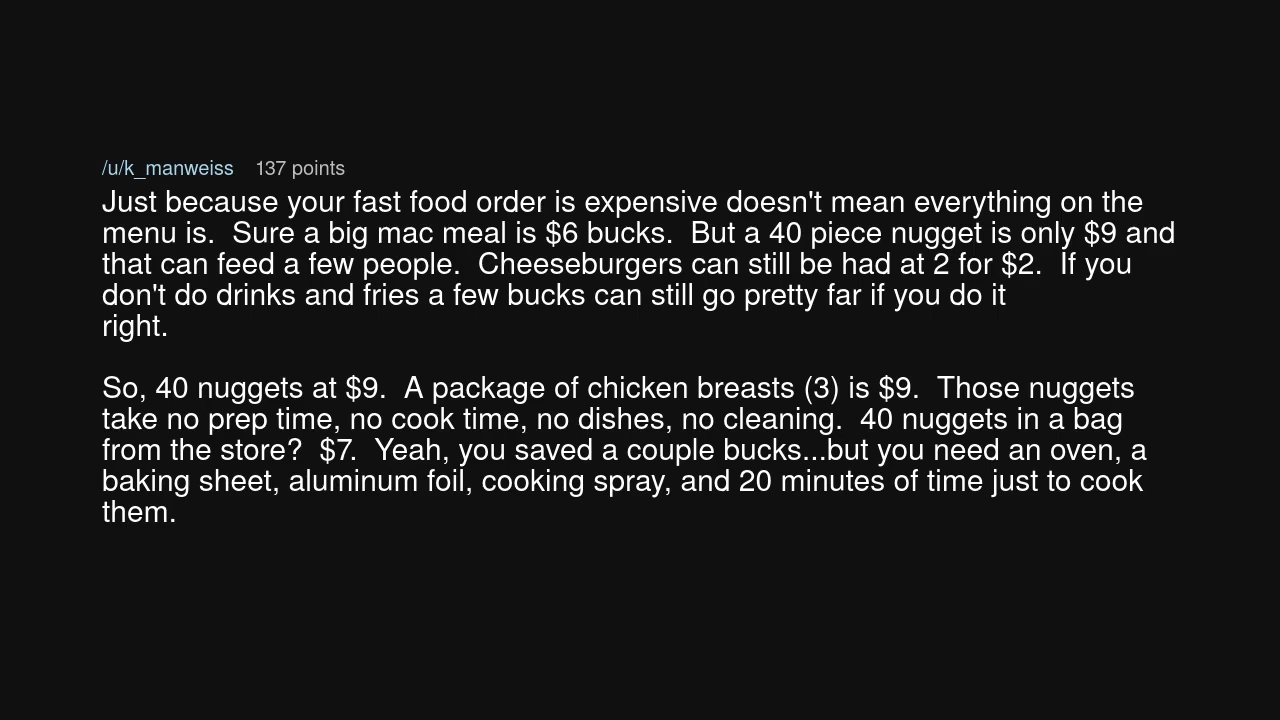 /u/k_manweiss 137 points
Just because your fast food order is expensive doesn't mean everything on the
menu is.  Sure a big mac meal is $6 bucks.  But a 40 piece nugget is only $9 and
that can feed a few people.  Cheeseburgers can still be had at 2 for $2.  If you
don't do drinks and fries a few bucks can still go pretty far if you do it
right.
So, 40 nuggets at $9.  A package of chicken breasts (3) is $9.  Those nuggets
take no prep time, no cook time, no dishes, no cleaning.  40 nuggets in a bag
from the store?  $7.  Yeah, you saved a couple bucks...but you need an oven, a
baking sheet, aluminum foil, cooking spray, and 20 minutes of time just to cook
them.